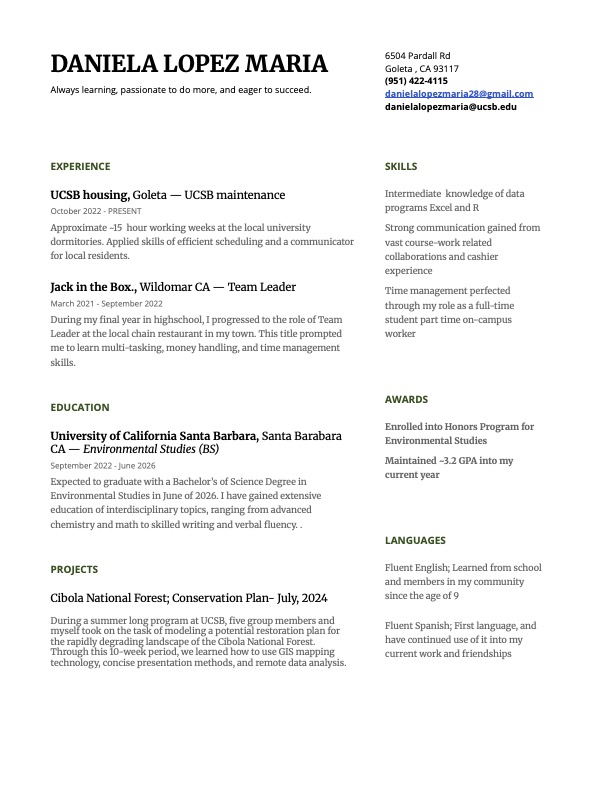 DANIELA LOPEZ MARIA
Always learning, passionate to do more, and eager to succeed.
6504 Pardall Rd
Goleta , CA 93117
(951) 422-4115
danielalopezmaria28@gmail.com
danielalopezmaria@ucsb.edu
EXPERIENCE
UCSB housing, Goleta — UCSB maintenance
October 2022 - PRESENT
Approximate ~15  hour working weeks at the local university
dormitories. Applied skills of efficient scheduling and a communicator
for local residents.
Jack in the Box., Wildomar CA — Team Leader
March 2021 - September 2022
During my final year in highschool, I progressed to the role of Team
Leader at the local chain restaurant in my town. This title prompted
me to learn multi-tasking, money handling, and time management
skills.
EDUCATION
University of California Santa Barbara, Santa Barabara
CA — Environmental Studies (BS)
September 2022 - June 2026
Expected to graduate with a Bachelor's of Science Degree in
Environmental Studies in June of 2026. I have gained extensive
education of interdisciplinary topics, ranging from advanced
chemistry and math to skilled writing and verbal fluency. .
PROJECTS
Cibola National Forest; Conservation Plan- July, 2024
During a summer long program at UCSB, five group members and
myself took on the task of modeling a potential restoration plan for
the rapidly degrading landscape of the Cibola National Forest.
Through this 10-week period, we learned how to use GIS mapping
technology, concise presentation methods, and remote data analysis.
SKILLS
Intermediate  knowledge of data
programs Excel and R
Strong communication gained from
vast course-work related
collaborations and cashier
experience
Time management perfected
through my role as a full-time
student part time on-campus
worker
AWARDS
Enrolled into Honors Program for
Environmental Studies
Maintained ~3.2 GPA into my
current year
LANGUAGES
Fluent English; Learned from school
and members in my community
since the age of 9
Fluent Spanish; First language, and
have continued use of it into my
current work and friendships